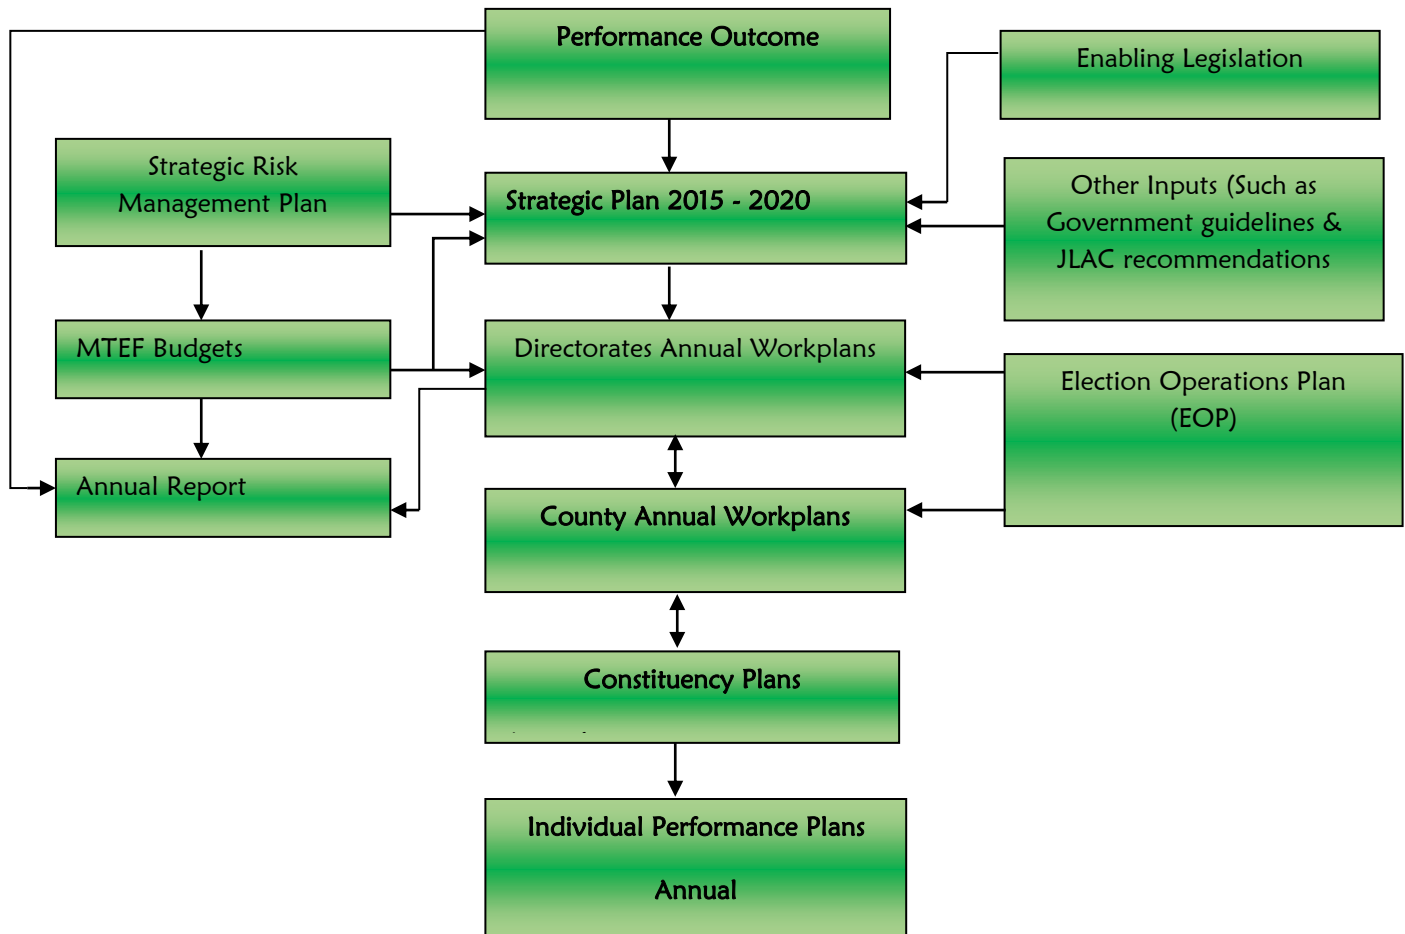 Performance Outcome
Enabling Legislation
Strategic Risk
Management Plan
Strategic Plan 2015 - 2020
Other Inputs (Such as
Government guidelines &
JLAC recommendations
MTEF Budgets
Directorates Annual Workplans
Election Operations Plan
(EOP)
Annual Report
County Annual Workplans
Constituency Plans
Individual Performance Plans
Annual